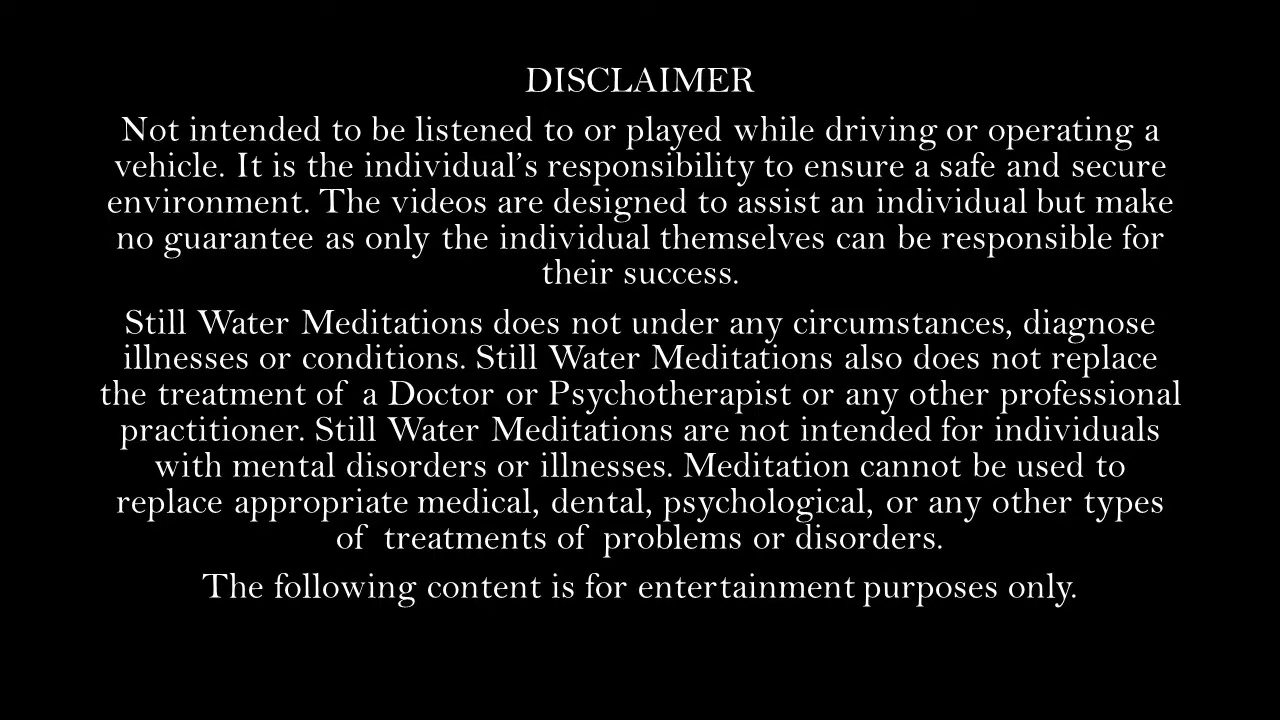 DISCLAIMER
Not intended to be listened to or played while driving or operating a
vehicle. It is the individual’s responsibility to ensure a safe and secure
environment. The videos are designed to assist an individual but make
no guarantee as only the individual themselves can be responsible for
their success.
Still Water Meditations does not under any circumstances, diagnose
illnesses or conditions. Still Water Meditations also does not replace
the treatment of a Doctor or Psychotherapist or any other professional
practitioner. Still Water Meditations are not intended for individuals
with mental disorders or illnesses. Meditation cannot be used to
replace appropriate medical, dental, psychological, or any other types
of treatments of problems or disorders.
The following content is for entertainment purposes only.